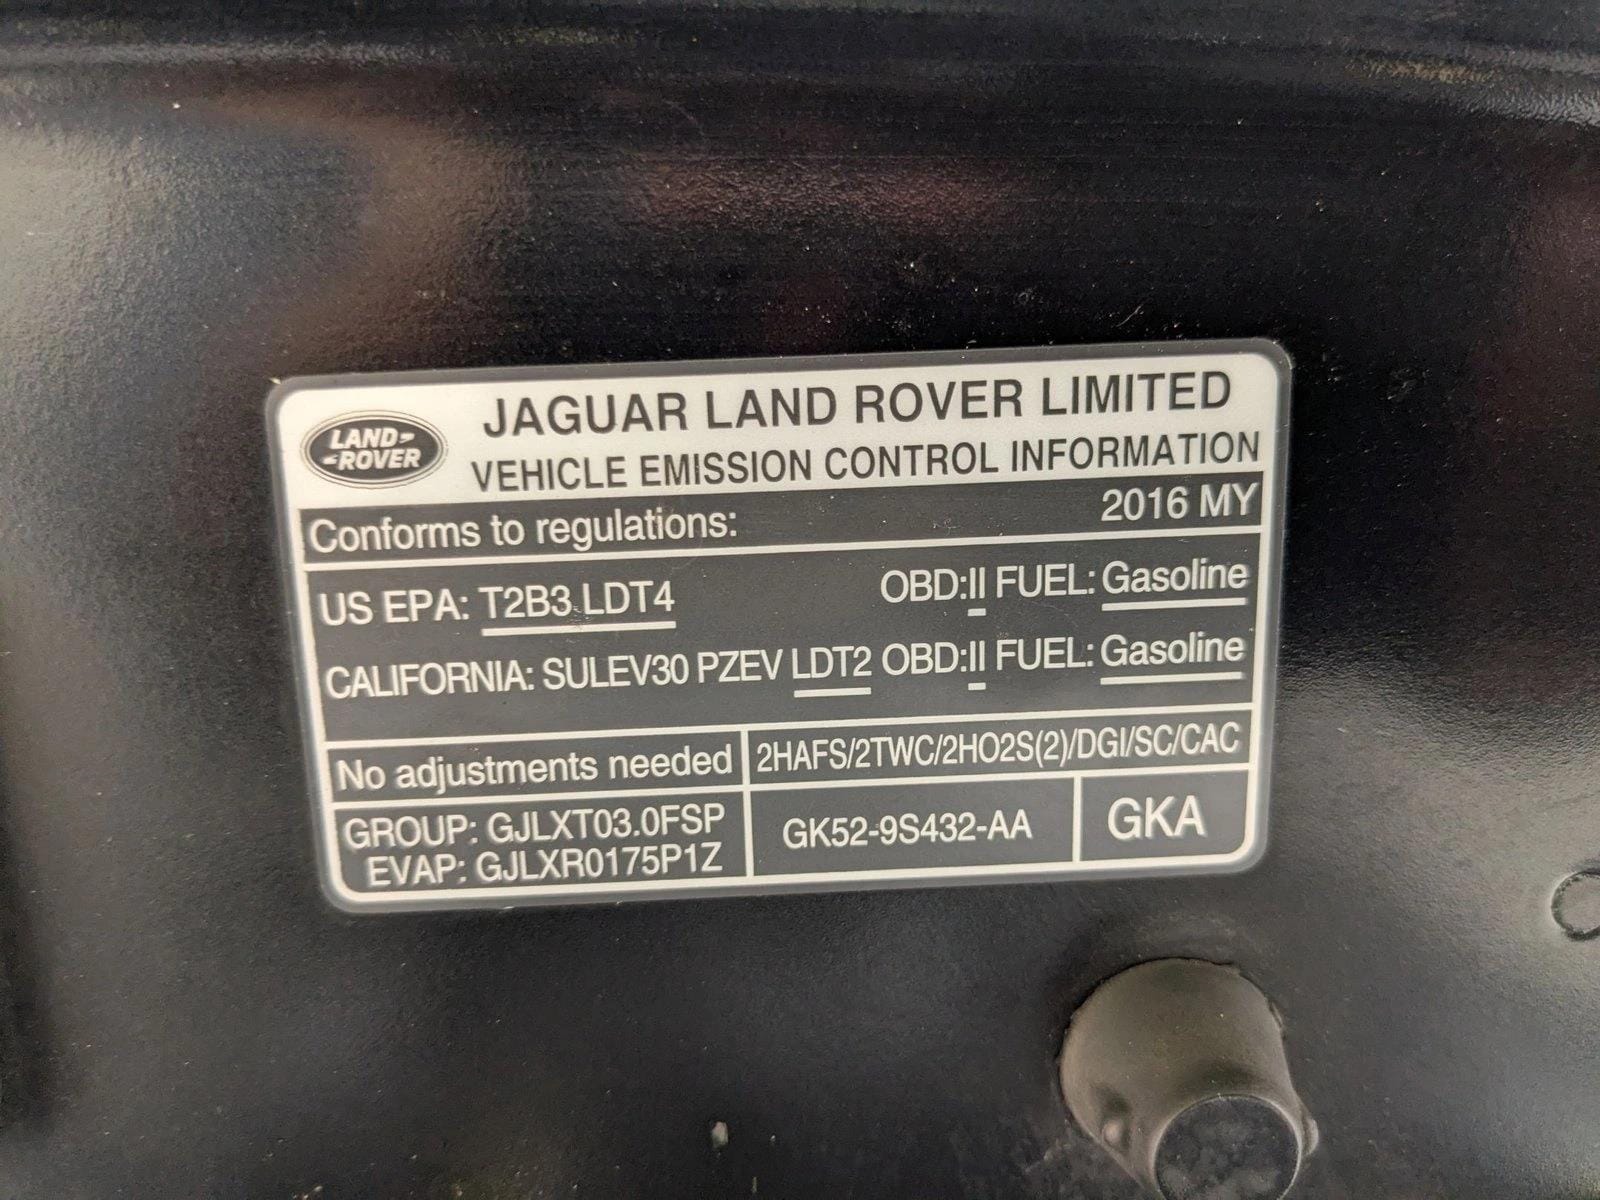 LAND-
-ROVER
JAGUAR LAND ROVER LIMITED
VEHICLE EMISSION CONTROL INFORMATION
Conforms to regulations: 2016 MY
US EPA: T2B3 LDT4 OBD:II FUEL: Gasoline
CALIFORNIA: SULEV30 PZEV LDT2 OBD:II FUEL: Gasoline
No adjustments needed 2HAFS/2TWC/2HO2S(2)/DGI/SC/CAC
GROUP: GJLXT03.0FSP
EVAP: GJLXR0175P1Z
GK52-9S432-AA GKA